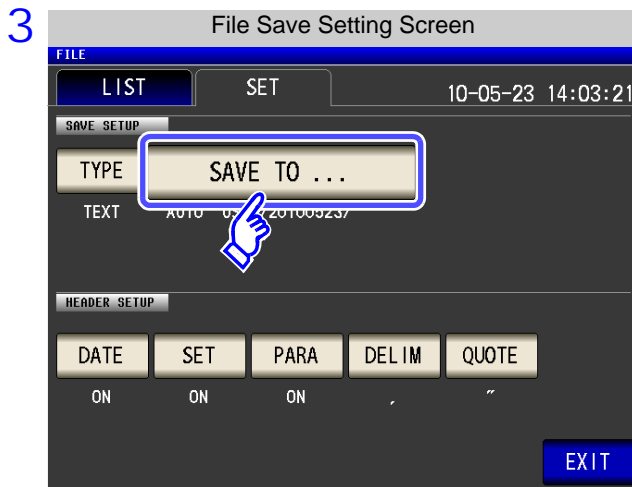 3
File Save Setting Screen
FILE
LIST SET 10-05-23 14:03:21
SAVE SETUP
TYPE SAVE TO ...
TEXT AUTO
HEADER SETUP
DATE SET PARA DELIM QUOTE
ON ON ON , "
EXIT